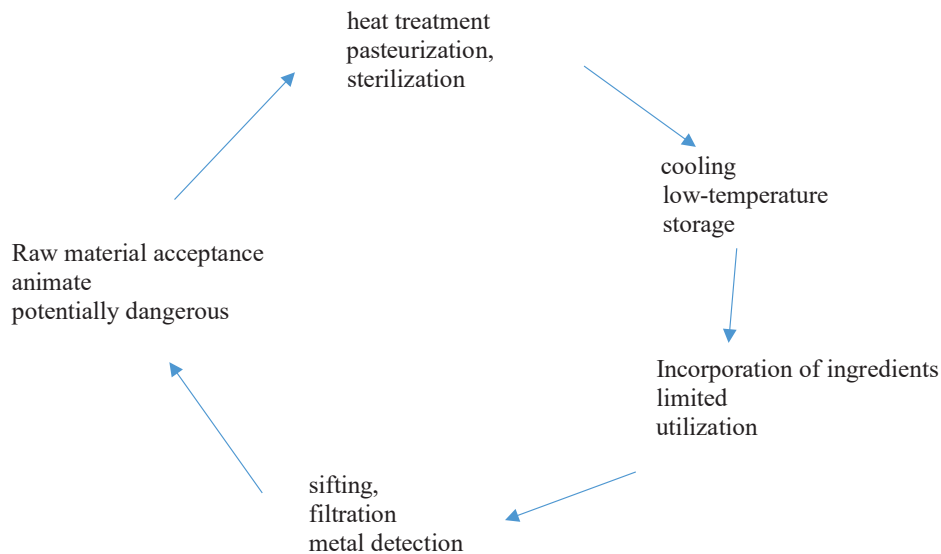 heat treatment
pasteurization,
sterilization
cooling
low-temperature
storage
Raw material acceptance
animate
potentially dangerous
Incorporation of ingredients
limited
utilization
sifting,
filtration
metal detection